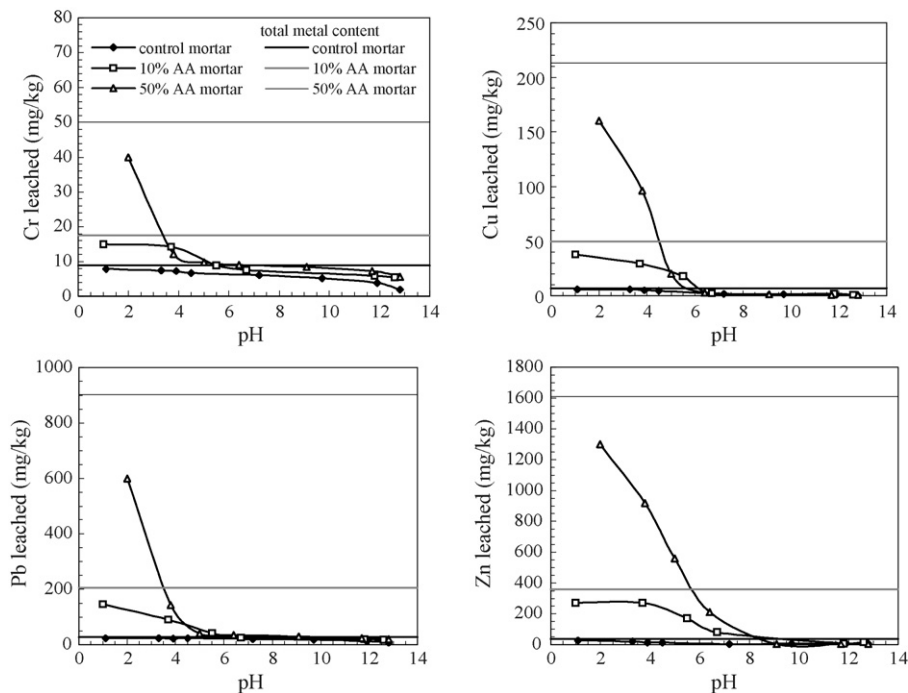 80
70
60
50
40
30
20
10
0
Cr leached (mg/kg)
total metal content
control mortar
control mortar
10% AA mortar
10% AA mortar
50% AA mortar
50% AA mortar
0 2 4 6 8 10 12 14
pH
250
200
150
100
50
0
Cu leached (mg/kg)
0 2 4 6 8 10 12 14
pH
1000
800
600
400
200
0
Pb leached (mg/kg)
0 2 4 6 8 10 12 14
pH
1800
1600
1400
1200
1000
800
600
400
200
0
Zn leached (mg/kg)
0 2 4 6 8 10 12 14
pH